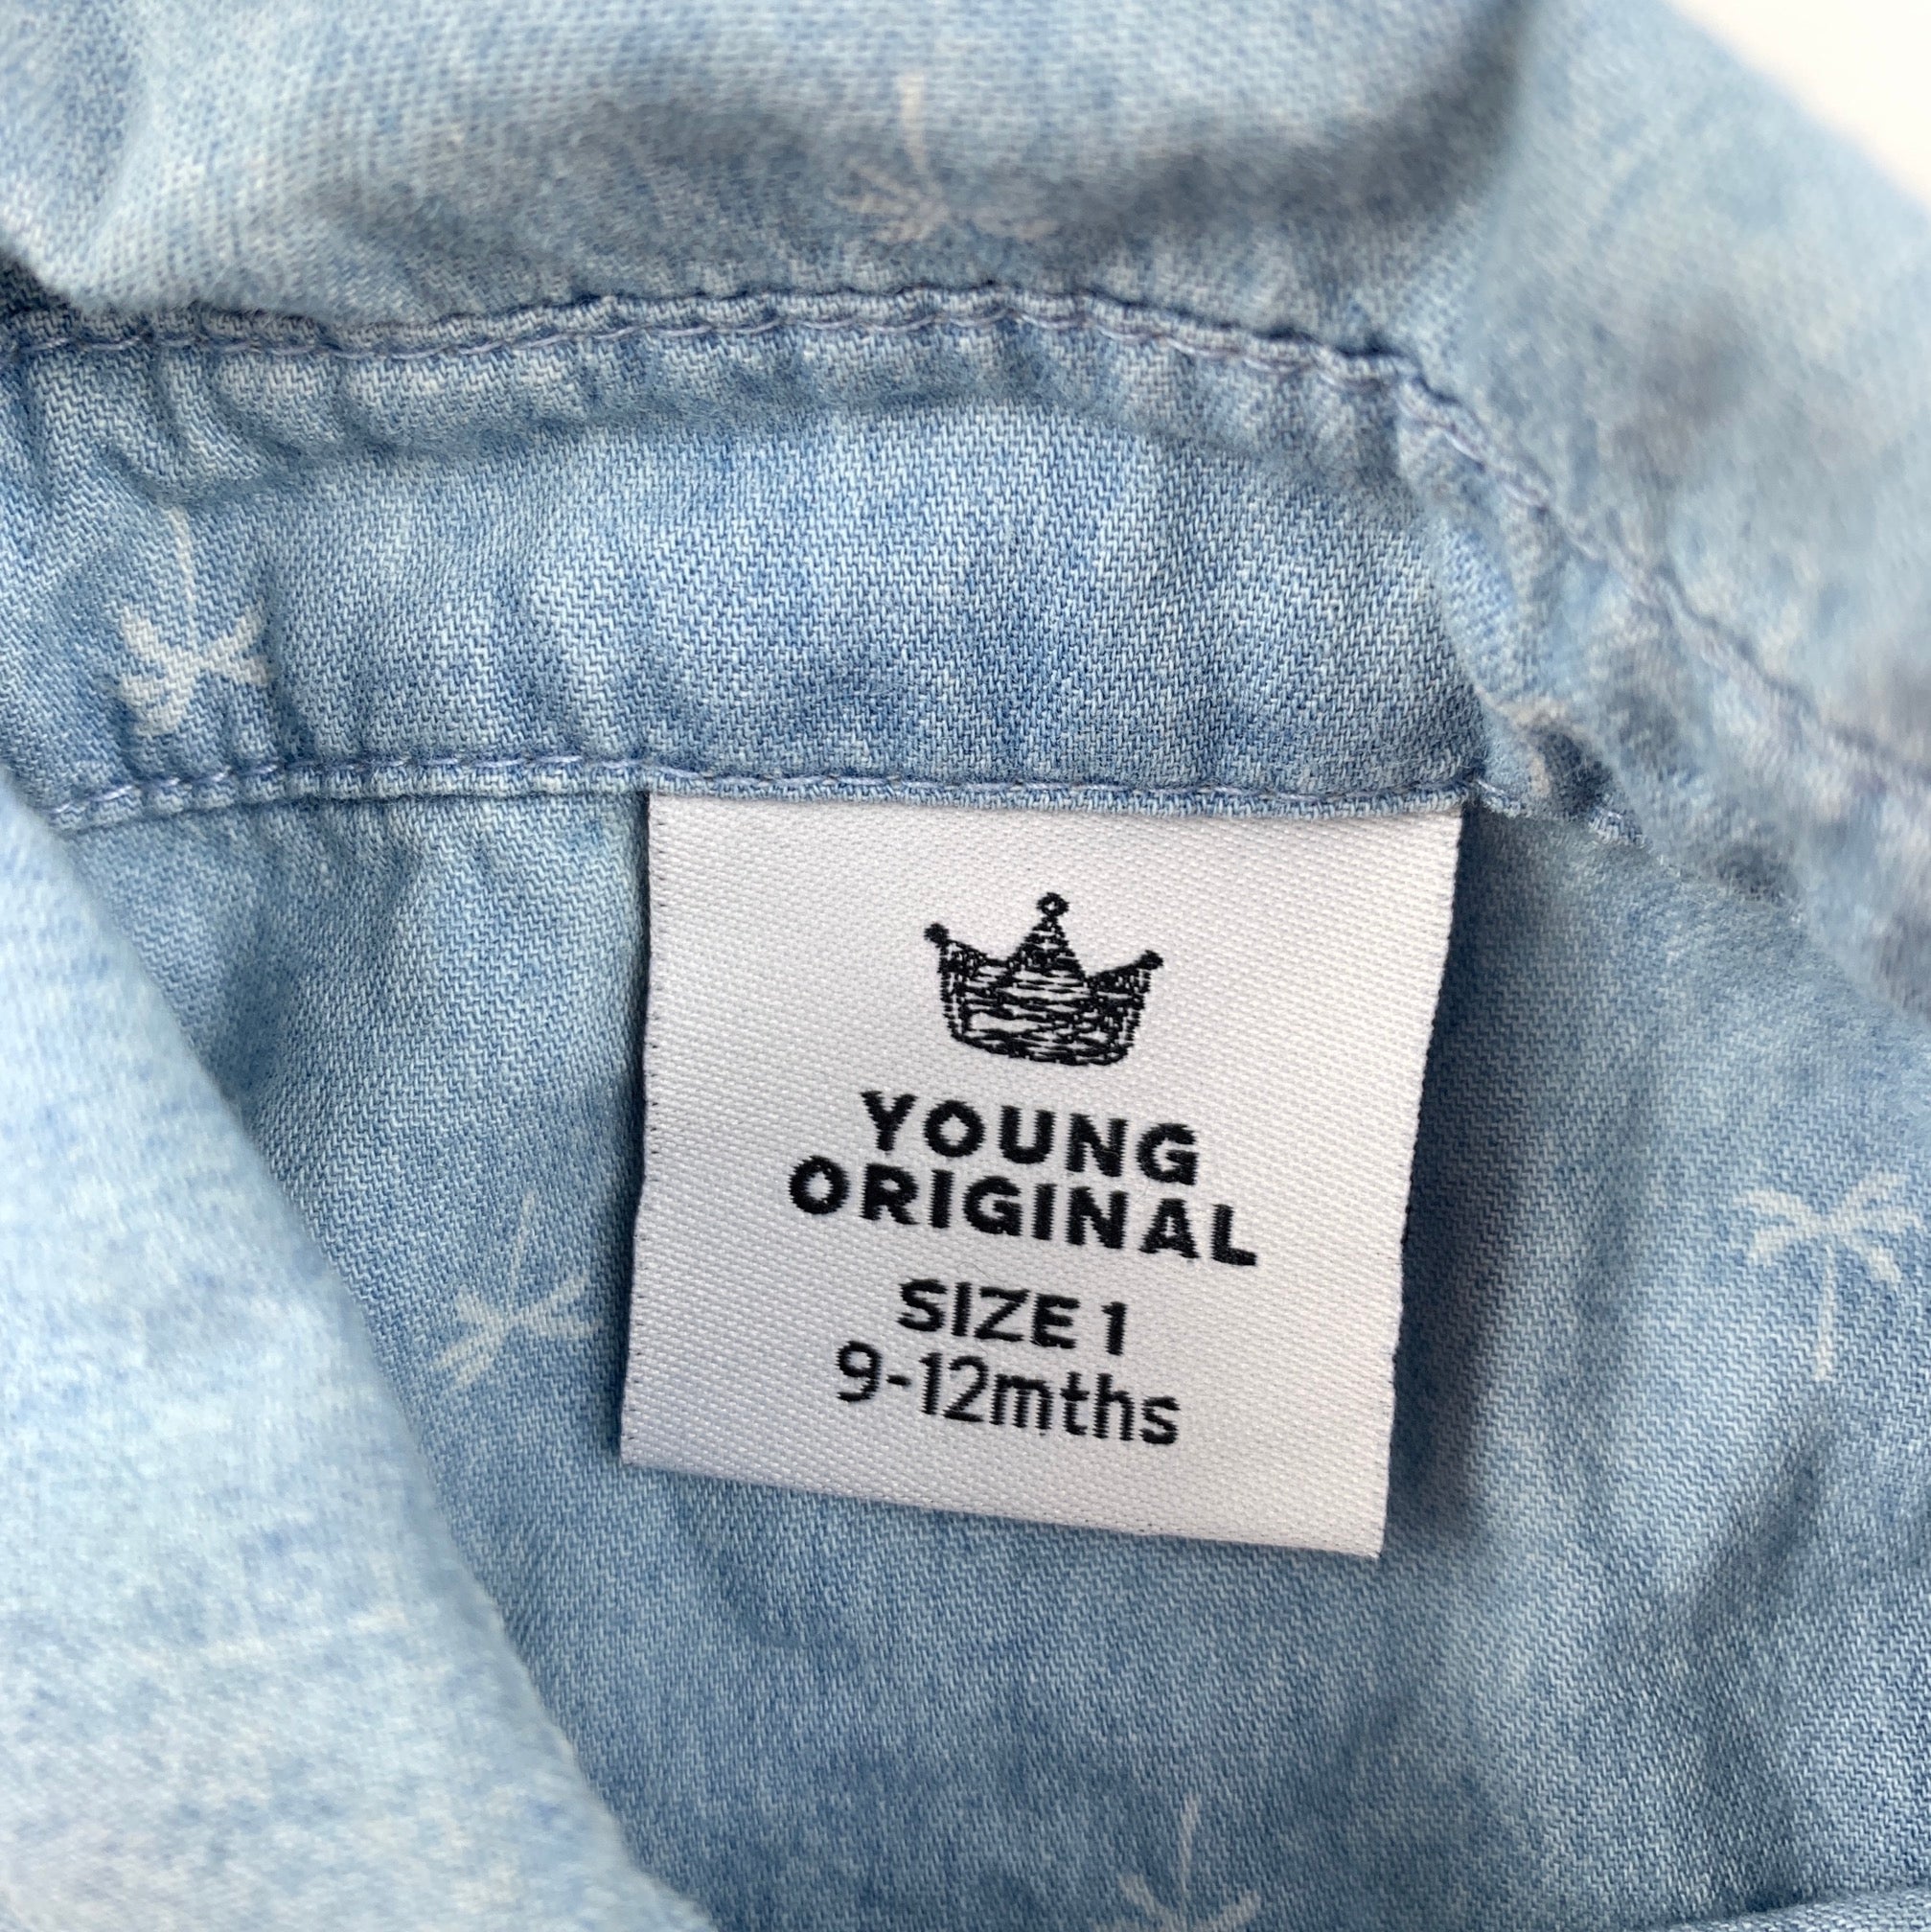 YOUNG
ORIGINAL
SIZE 1
9-12mths